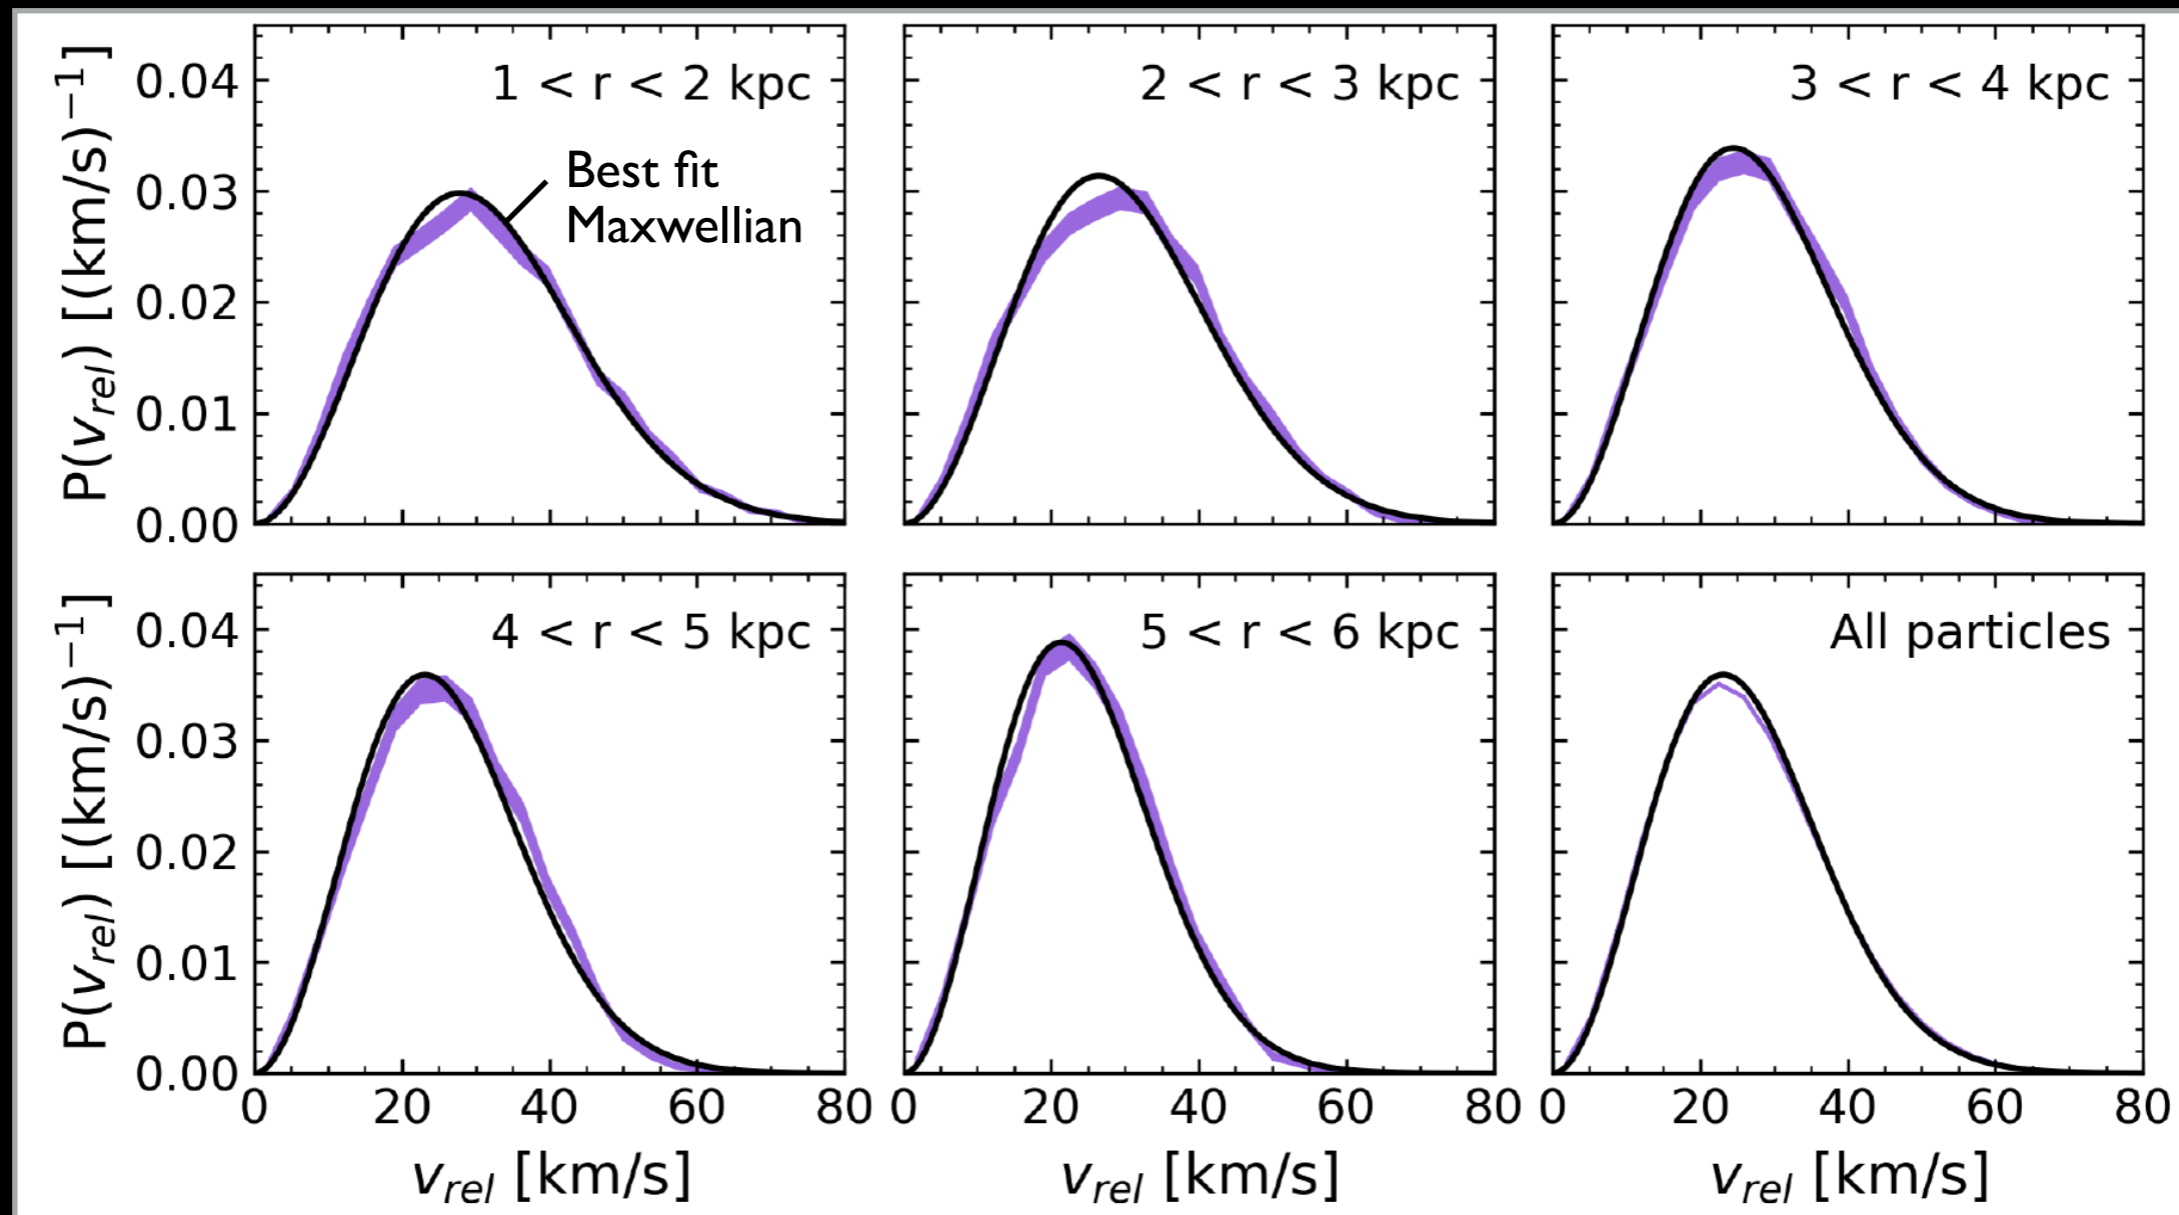 P(v_rel) [(km/s)⁻¹]
0.04
0.03
0.02
0.01
0.00
1 < r < 2 kpc
Best fit
Maxwellian
2 < r < 3 kpc
3 < r < 4 kpc
P(v_rel) [(km/s)⁻¹]
0.04
0.03
0.02
0.01
0.00
4 < r < 5 kpc
5 < r < 6 kpc
All particles
0 20 40 60 80 0 20 40 60 80 0 20 40 60 80
v_rel [km/s] v_rel [km/s] v_rel [km/s]